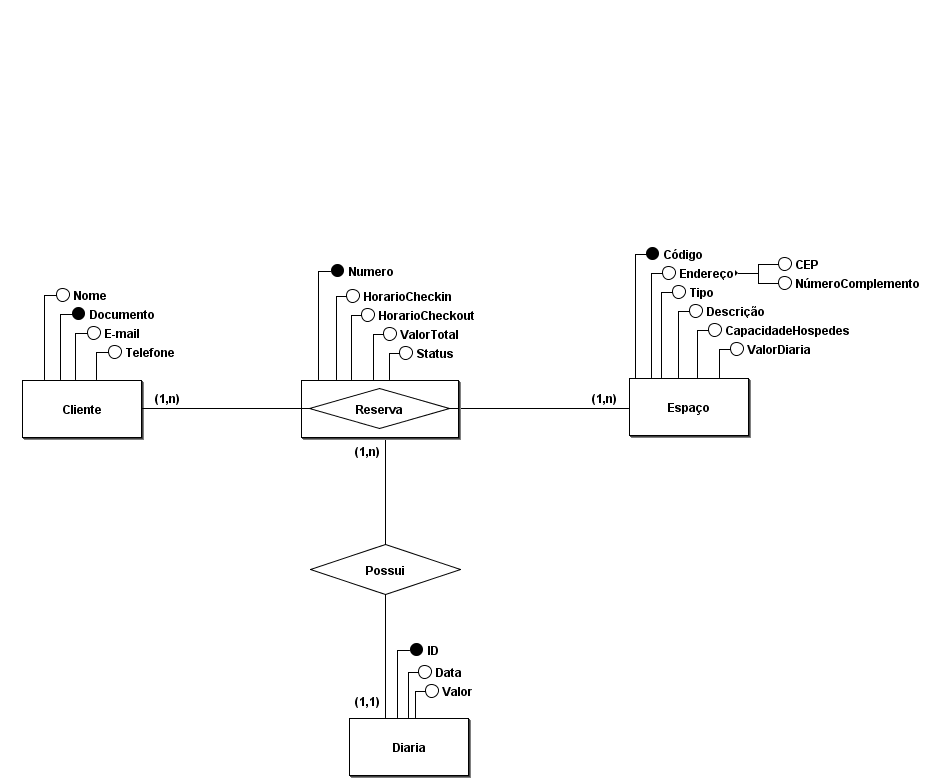 Nome
Documento
E-mail
Telefone
Cliente
(1,n)
Numero
HorarioCheckin
HorarioCheckout
ValorTotal
Status
Reserva
(1,n)
Código
Endereço
CEP
NúmeroComplemento
Tipo
Descrição
CapacidadeHospedes
ValorDiaria
Espaço
(1,n)
Possui
ID
Data
Valor
(1,1)
Diaria